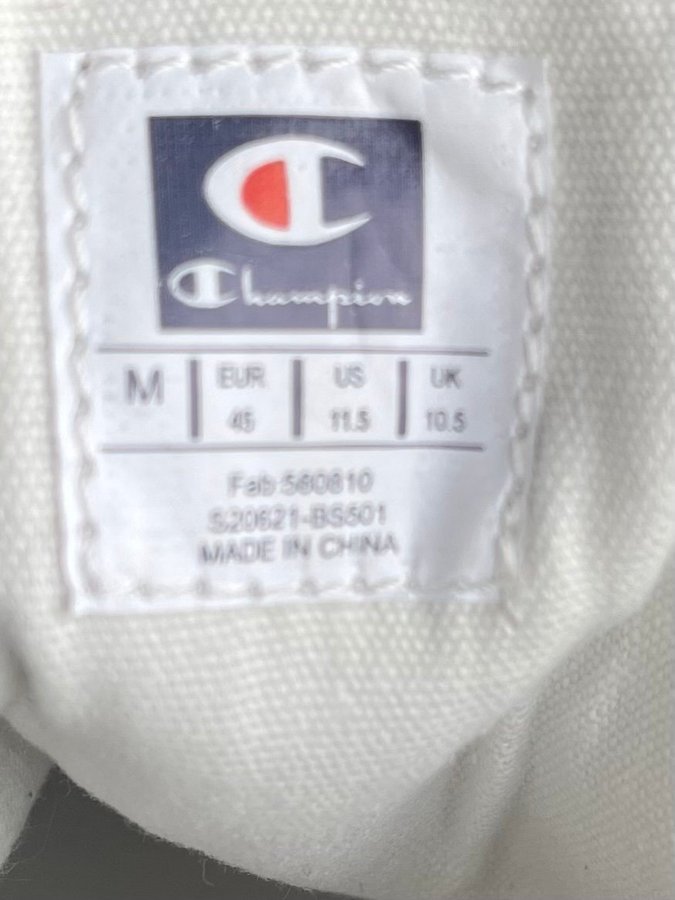 C
Champion
M EUR US UK
45 11.5 10.5
Fab:560810
S20621-BS501
MADE IN CHINA